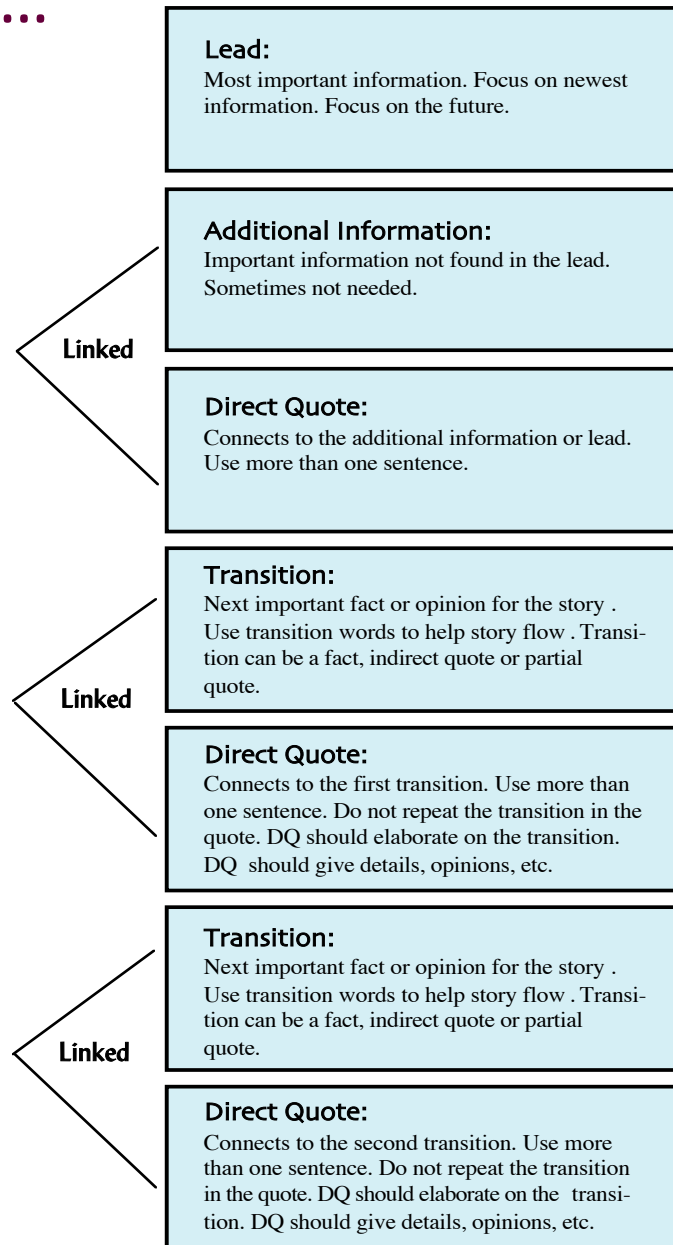 ...
Lead:
Most important information. Focus on newest
information. Focus on the future.
Additional Information:
Important information not found in the lead.
Sometimes not needed.
Linked
Direct Quote:
Connects to the additional information or lead.
Use more than one sentence.
Transition:
Next important fact or opinion for the story .
Use transition words to help story flow . Transi-
tion can be a fact, indirect quote or partial
quote.
Linked
Direct Quote:
Connects to the first transition. Use more than
one sentence. Do not repeat the transition in the
quote. DQ should elaborate on the transition.
DQ should give details, opinions, etc.
Transition:
Next important fact or opinion for the story .
Use transition words to help story flow . Transi-
tion can be a fact, indirect quote or partial
quote.
Linked
Direct Quote:
Connects to the second transition. Use more
than one sentence. Do not repeat the transition
in the quote. DQ should elaborate on the transi-
tion. DQ should give details, opinions, etc.